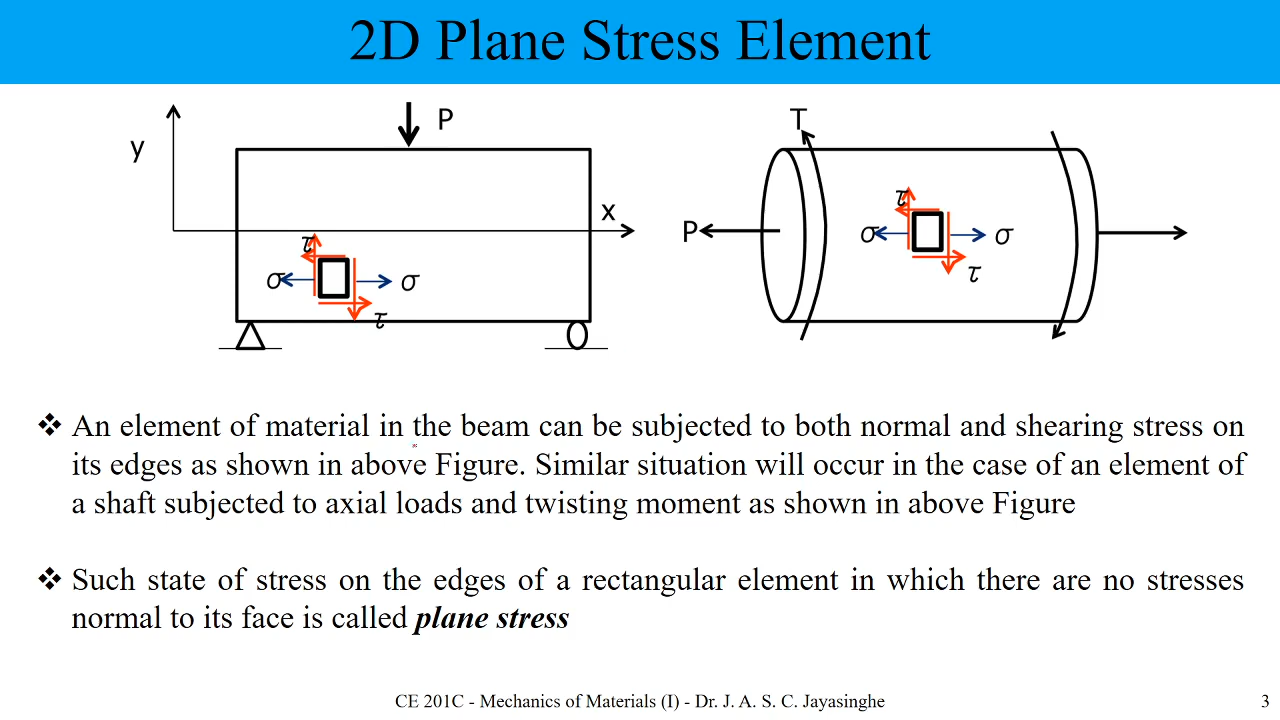 2D Plane Stress Element
P
y
x
τ
σ
σ
τ
T
P
τ
σ
σ
τ
❖ An element of material in the beam can be subjected to both normal and shearing stress on
its edges as shown in above Figure. Similar situation will occur in the case of an element of
a shaft subjected to axial loads and twisting moment as shown in above Figure
❖ Such state of stress on the edges of a rectangular element in which there are no stresses
normal to its face is called plane stress
CE 201C - Mechanics of Materials (I) - Dr. J. A. S. C. Jayasinghe
3